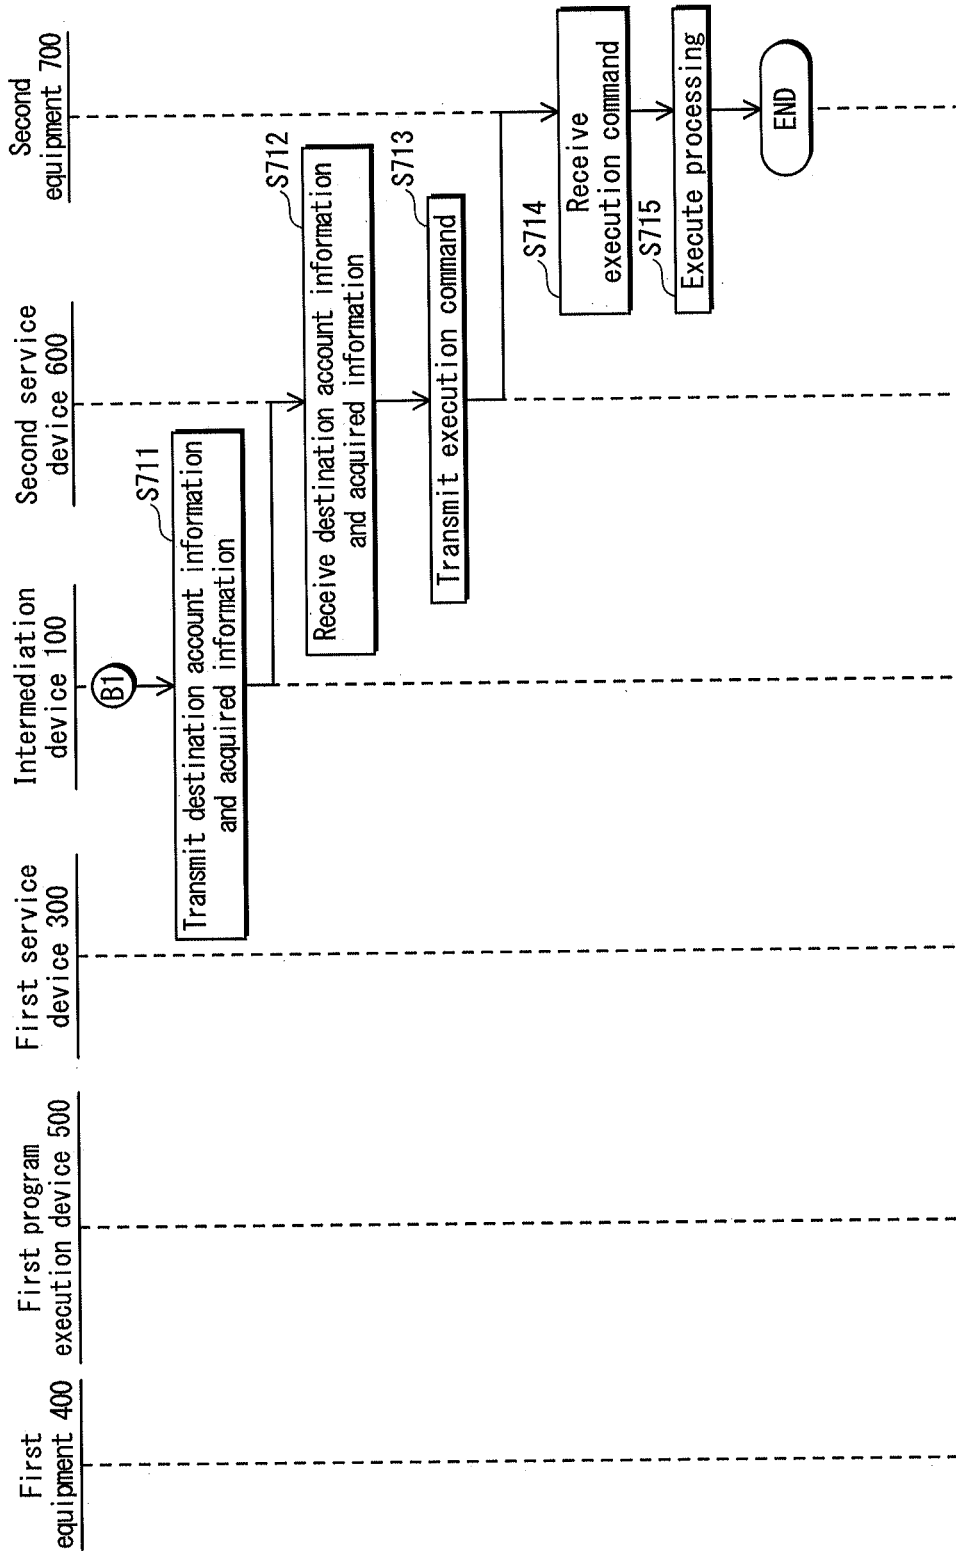 First
equipment 400
First program
execution device 500
First service
device 300
Intermediation
device 100
Second service
device 600
Second
equipment 700
B1
S711
Transmit destination account information
and acquired information
S712
Receive destination account information
and acquired information
S713
Transmit execution command
S714
Receive
execution command
S715
Execute processing
END